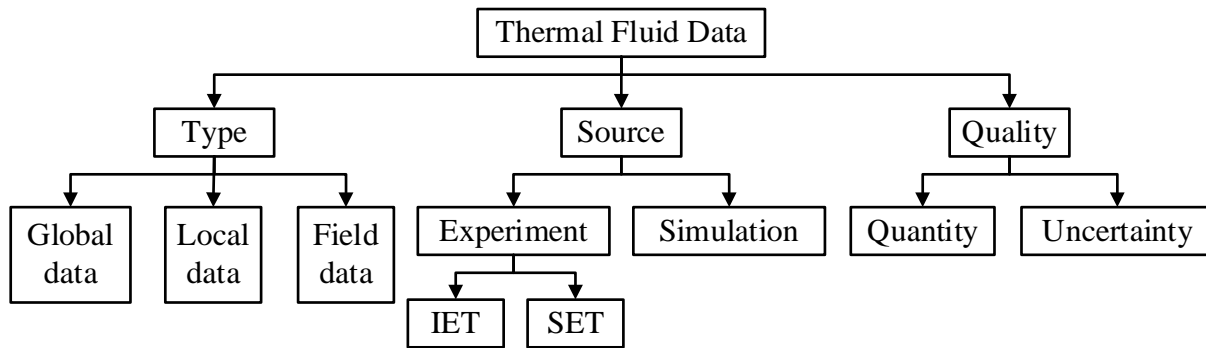 Thermal Fluid Data
Type
Source
Quality
Global
data
Local
data
Field
data
Experiment
Simulation
Quantity
Uncertainty
IET
SET